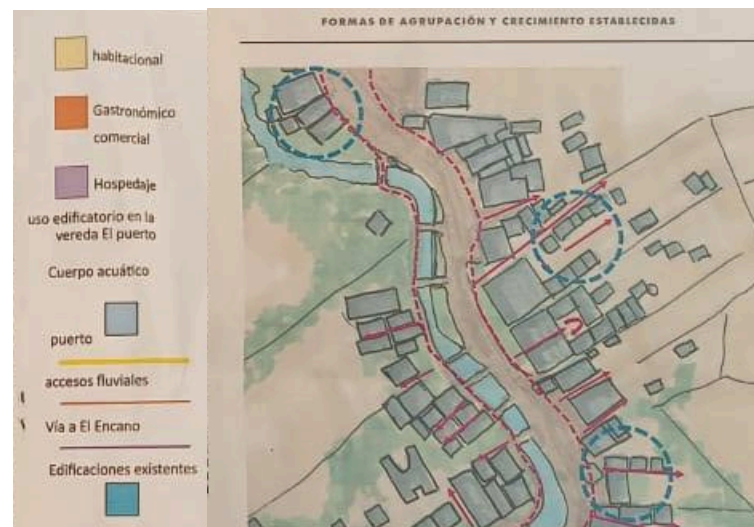 FORMAS DE AGRUPACIÓN Y CRECIMIENTO ESTABLECIDAS
habitacional
Gastronómico
comercial
Hospedaje
uso edificatorio en la
vereda El puerto
Cuerpo acuático
puerto
accesos fluviales
Vía a El Encano
Edificaciones existentes